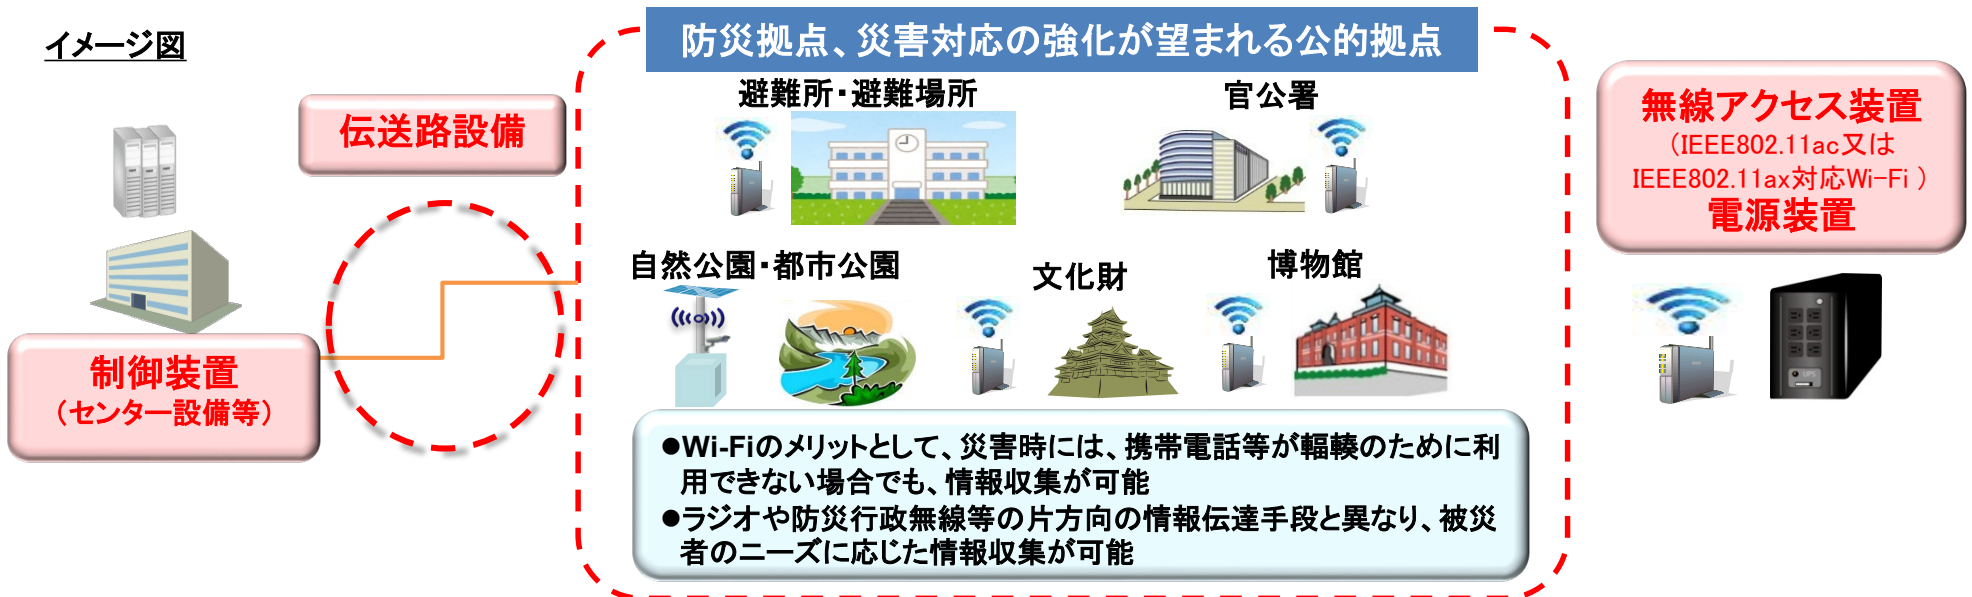 イメージ図
防災拠点、災害対応の強化が望まれる公的拠点
伝送路設備
制御装置
（センター設備等）
避難所・避難場所
官公署
自然公園・都市公園
文化財
博物館
●Wi-Fiのメリットとして、災害時には、携帯電話等が輻輳のために利
用できない場合でも、情報収集が可能
●ラジオや防災行政無線等の片方向の情報伝達手段と異なり、被災
者のニーズに応じた情報収集が可能
無線アクセス装置
（IEEE802.11ac又は
IEEE802.11ax対応Wi-Fi ）
電源装置
UPS